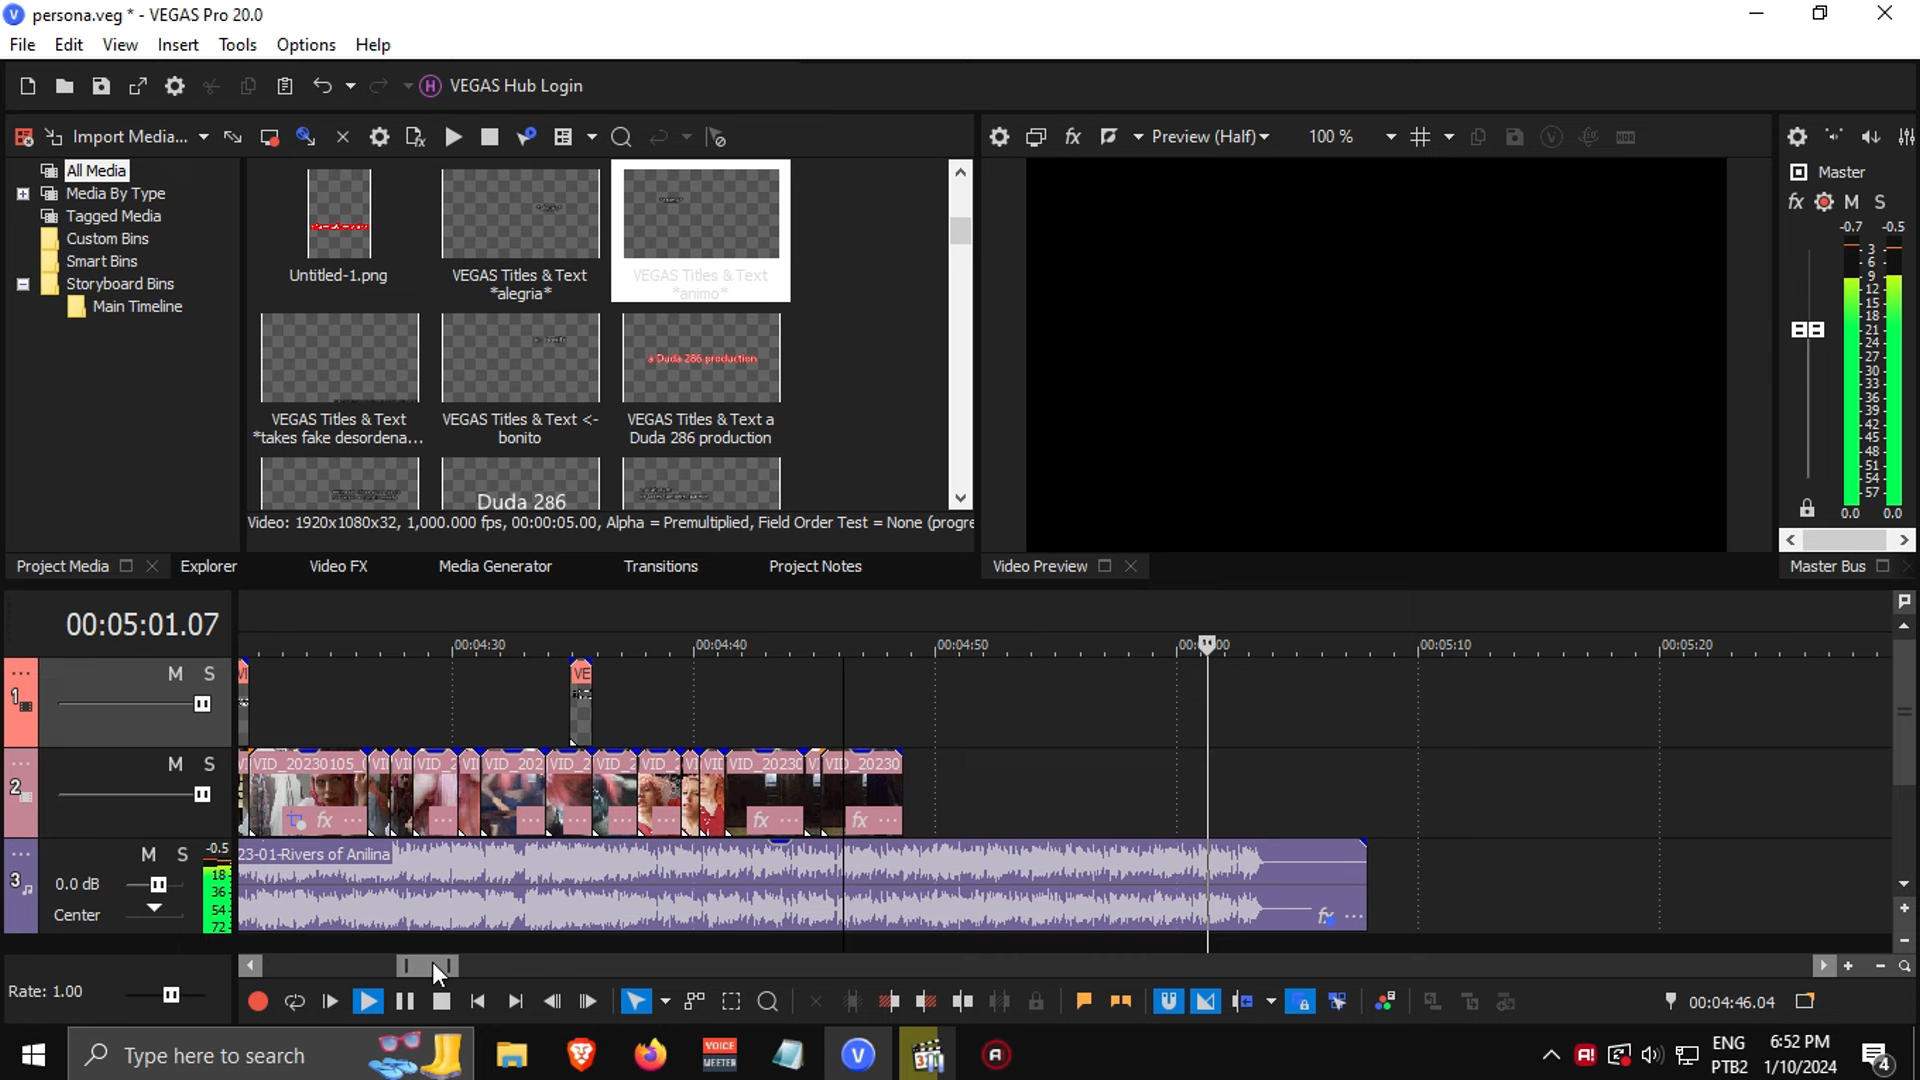 persona.veg * - VEGAS Pro 20.0
File Edit View Insert Tools Options Help
VEGAS Hub Login
Import Media...
Preview (Half)
100 %
All Media
Media By Type
Tagged Media
Custom Bins
Smart Bins
Storyboard Bins
Main Timeline
Untitled-1.png
VEGAS Titles & Text
*alegria*
VEGAS Titles & Text
*animo*
VEGAS Titles & Text
*takes fake desordena...
VEGAS Titles & Text <-
bonito
a Duda 286 production
VEGAS Titles & Text a
Duda 286 production
Duda 286
Video: 1920x1080x32, 1,000.000 fps, 00:00:05.00, Alpha = Premultiplied, Field Order Test = None (progre
Master
fx M S
-0.7 -0.5
3
6
9
12
15
18
21
24
27
30
33
36
39
42
45
48
51
54
57
0.0 0.0
Project Media
Explorer
Video FX
Media Generator
Transitions
Project Notes
Video Preview
Master Bus
00:05:01.07
00:04:30 00:04:40 00:04:50 00:05:10 00:05:20
1
M S
VE
2
M S
VID_20230105_ VID_2 VID_202 VID_2 VID_2 VID_2 VID VID_20230 VID_20230
fx fx fx
3
M S
-0.5
18
36
54
72
0.0 dB
Center
23-01-Rivers of Anilina
fx
Rate: 1.00
00:04:46.04
Type here to search
VOICE
MEETER
ENG
PTB2
6:52 PM
1/10/2024
4